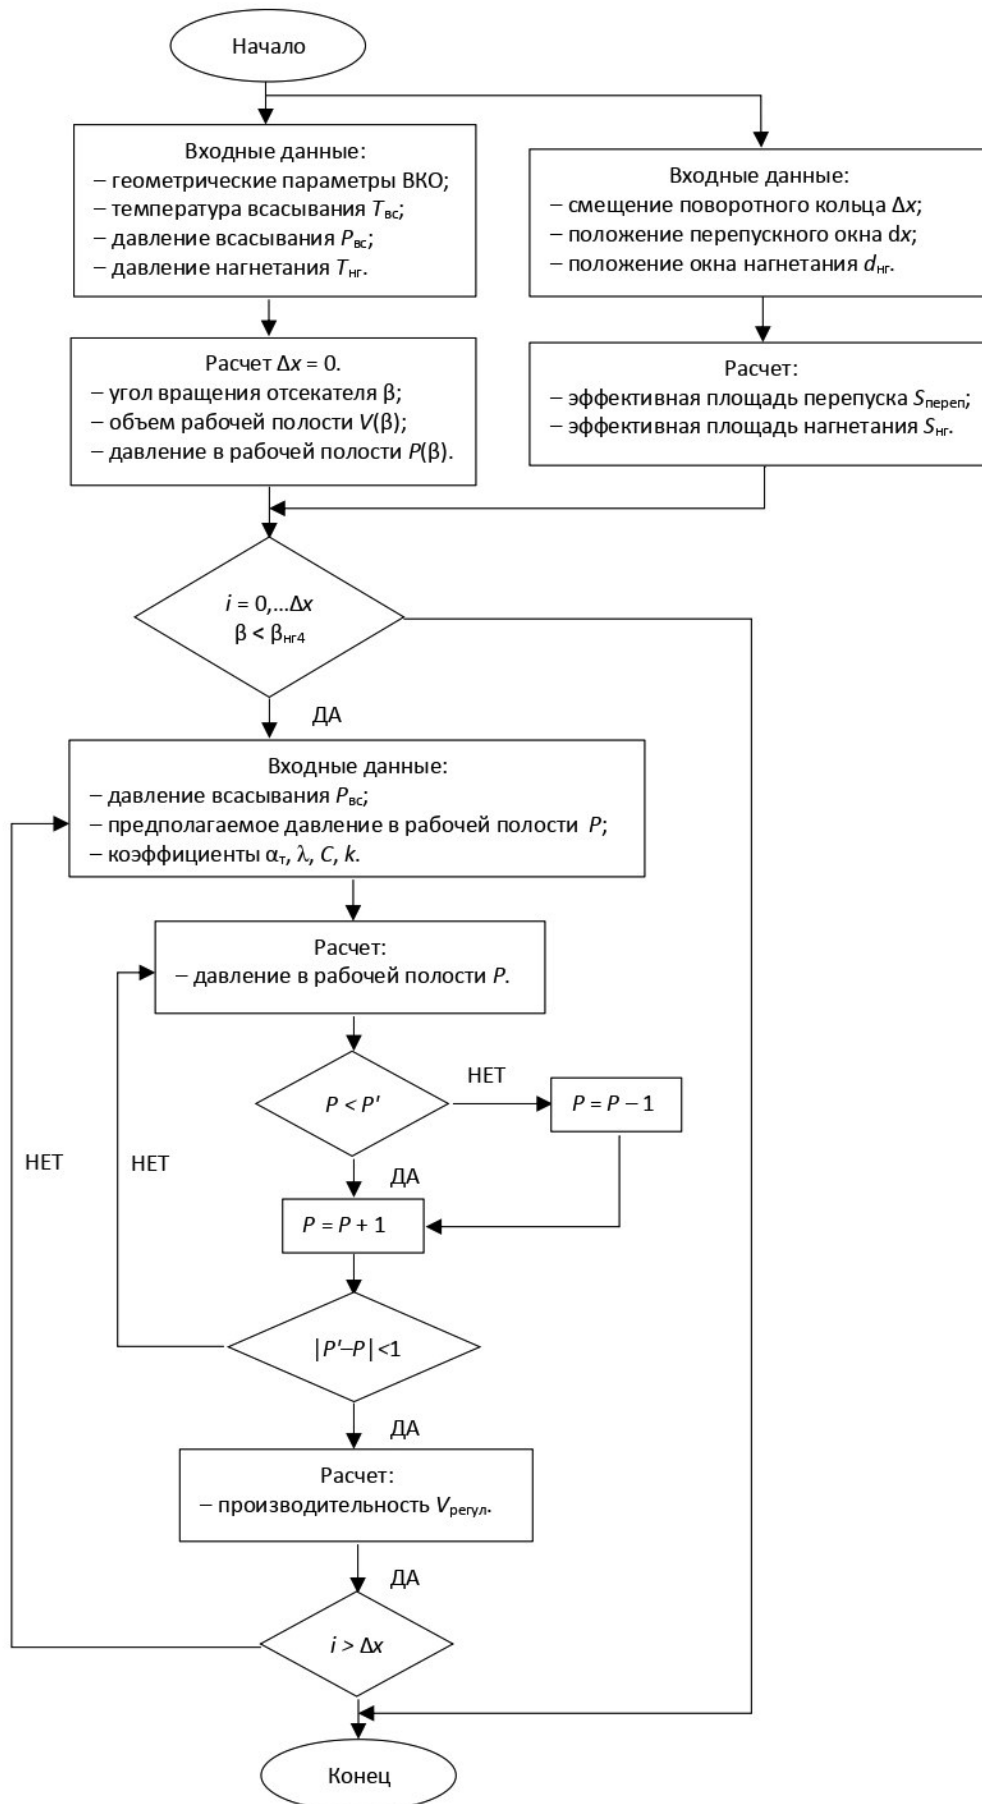 Начало
Входные данные:
– геометрические параметры ВКО;
– температура всасывания Tвс;
– давление всасывания Pвс;
– давление нагнетания Tнг.
Входные данные:
– смещение поворотного кольца Δx;
– положение перепускного окна dx;
– положение окна нагнетания dнг.
Расчет Δx = 0.
– угол вращения отсекателя β;
– объем рабочей полости V(β);
– давление в рабочей полости P(β).
Расчет:
– эффективная площадь перепуска Sпереп;
– эффективная площадь нагнетания Sнг.
i = 0,...Δx
β < βнг4
ДА
Входные данные:
– давление всасывания Pвс;
– предполагаемое давление в рабочей полости P;
– коэффициенты αт, λ, C, k.
Расчет:
– давление в рабочей полости P.
P < P'
НЕТ
P = P – 1
НЕТ
НЕТ
ДА
P = P + 1
|P'–P| <1
ДА
Расчет:
– производительность Vрегул.
ДА
i > Δx
Конец